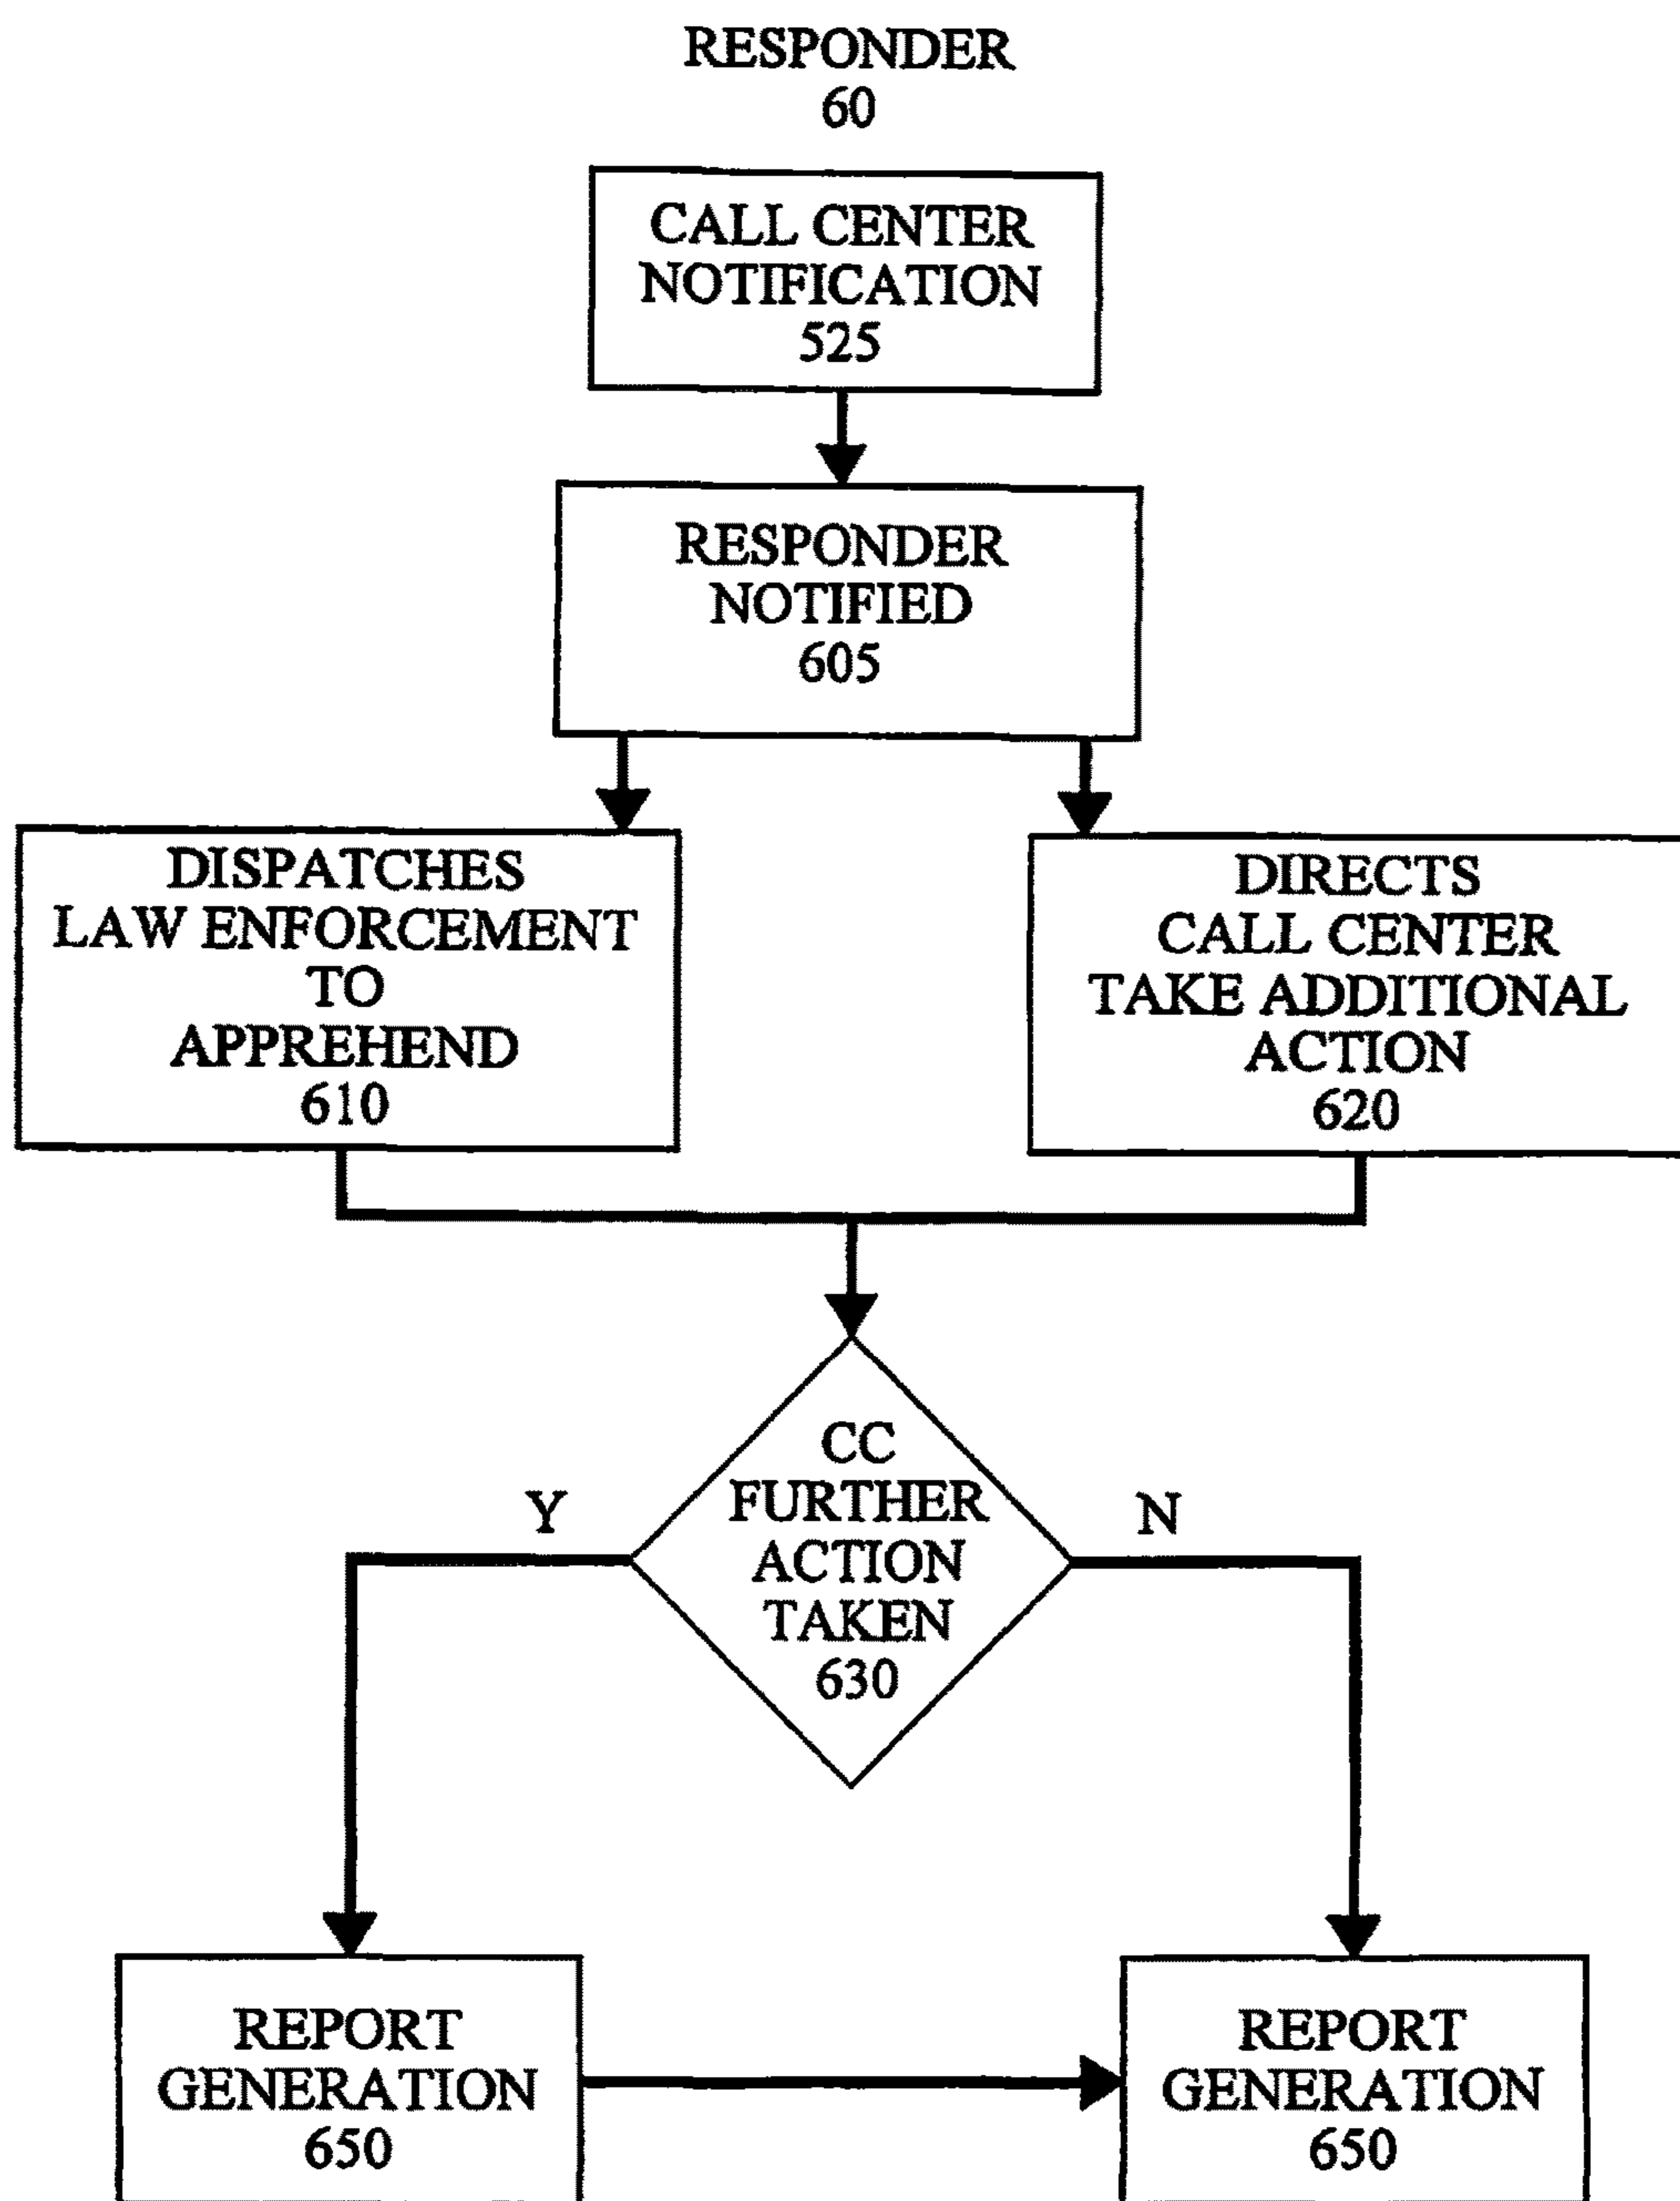 RESPONDER
60
CALL CENTER
NOTIFICATION
525
RESPONDER
NOTIFIED
605
DISPATCHES
LAW ENFORCEMENT
TO
APPREHEND
610
DIRECTS
CALL CENTER
TAKE ADDITIONAL
ACTION
620
CC
FURTHER
ACTION
TAKEN
630
Y
N
REPORT
GENERATION
650
REPORT
GENERATION
650